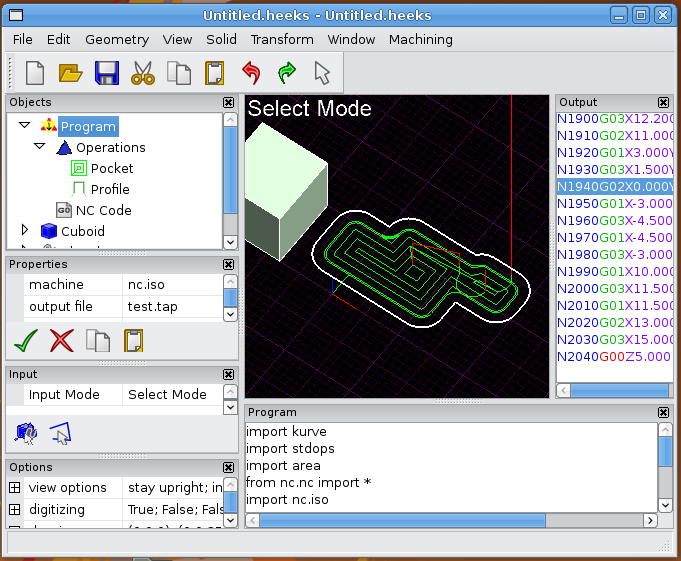 Untitled.heeks - Untitled.heeks
File Edit Geometry View Solid Transform Window Machining
Objects
Program
Operations
Pocket
Profile
G0 NC Code
Cuboid
Properties
machine nc.iso
output file test.tap
Input
Input Mode Select Mode
Options
view options stay upright; in
digitizing True; False; Fals
Select Mode
Output
N1900G03X12.200
N1910G02X11.000
N1920G01X3.000Y
N1930G03X1.500Y
N1940G02X0.000Y
N1950G01X-3.000
N1960G03X-4.500
N1970G01X-4.500
N1980G03X-3.000
N1990G01X10.000
N2000G03X11.500
N2010G01X11.500
N2020G02X13.000
N2030G03X15.000
N2040G00Z5.000
Program
import kurve
import stdops
import area
from nc.nc import *
import nc.iso